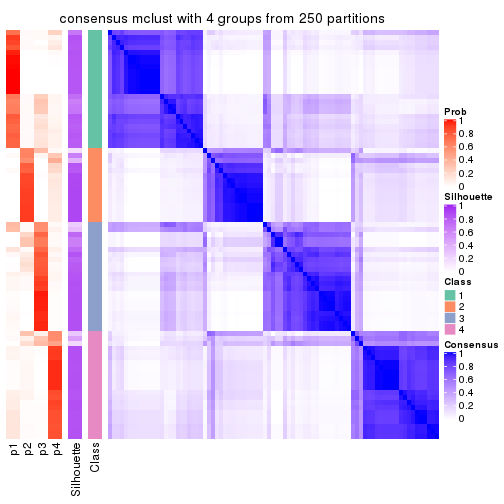 consensus mclust with 4 groups from 250 partitions
p1
p2
p3
p4
Silhouette
Class
Prob
1
0.8
0.6
0.4
0.2
0
Silhouette
1
0.8
0.6
0.4
0.2
0
Class
1
2
3
4
Consensus
1
0.8
0.6
0.4
0.2
0